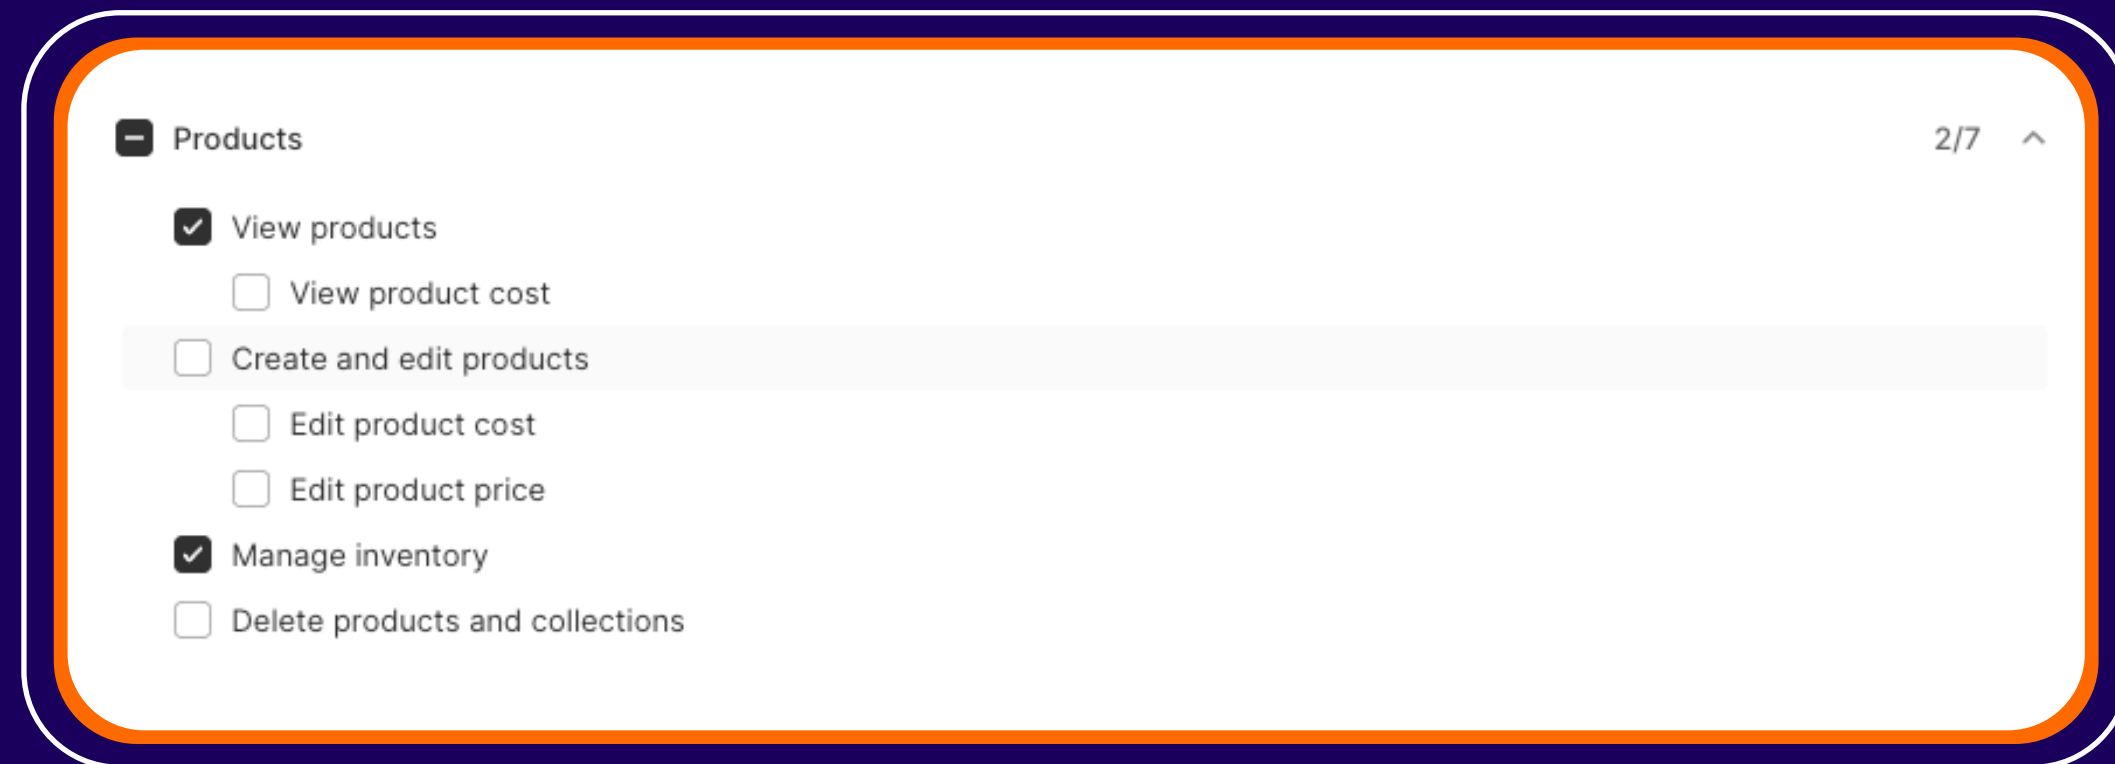 Products 2/7
View products
View product cost
Create and edit products
Edit product cost
Edit product price
Manage inventory
Delete products and collections